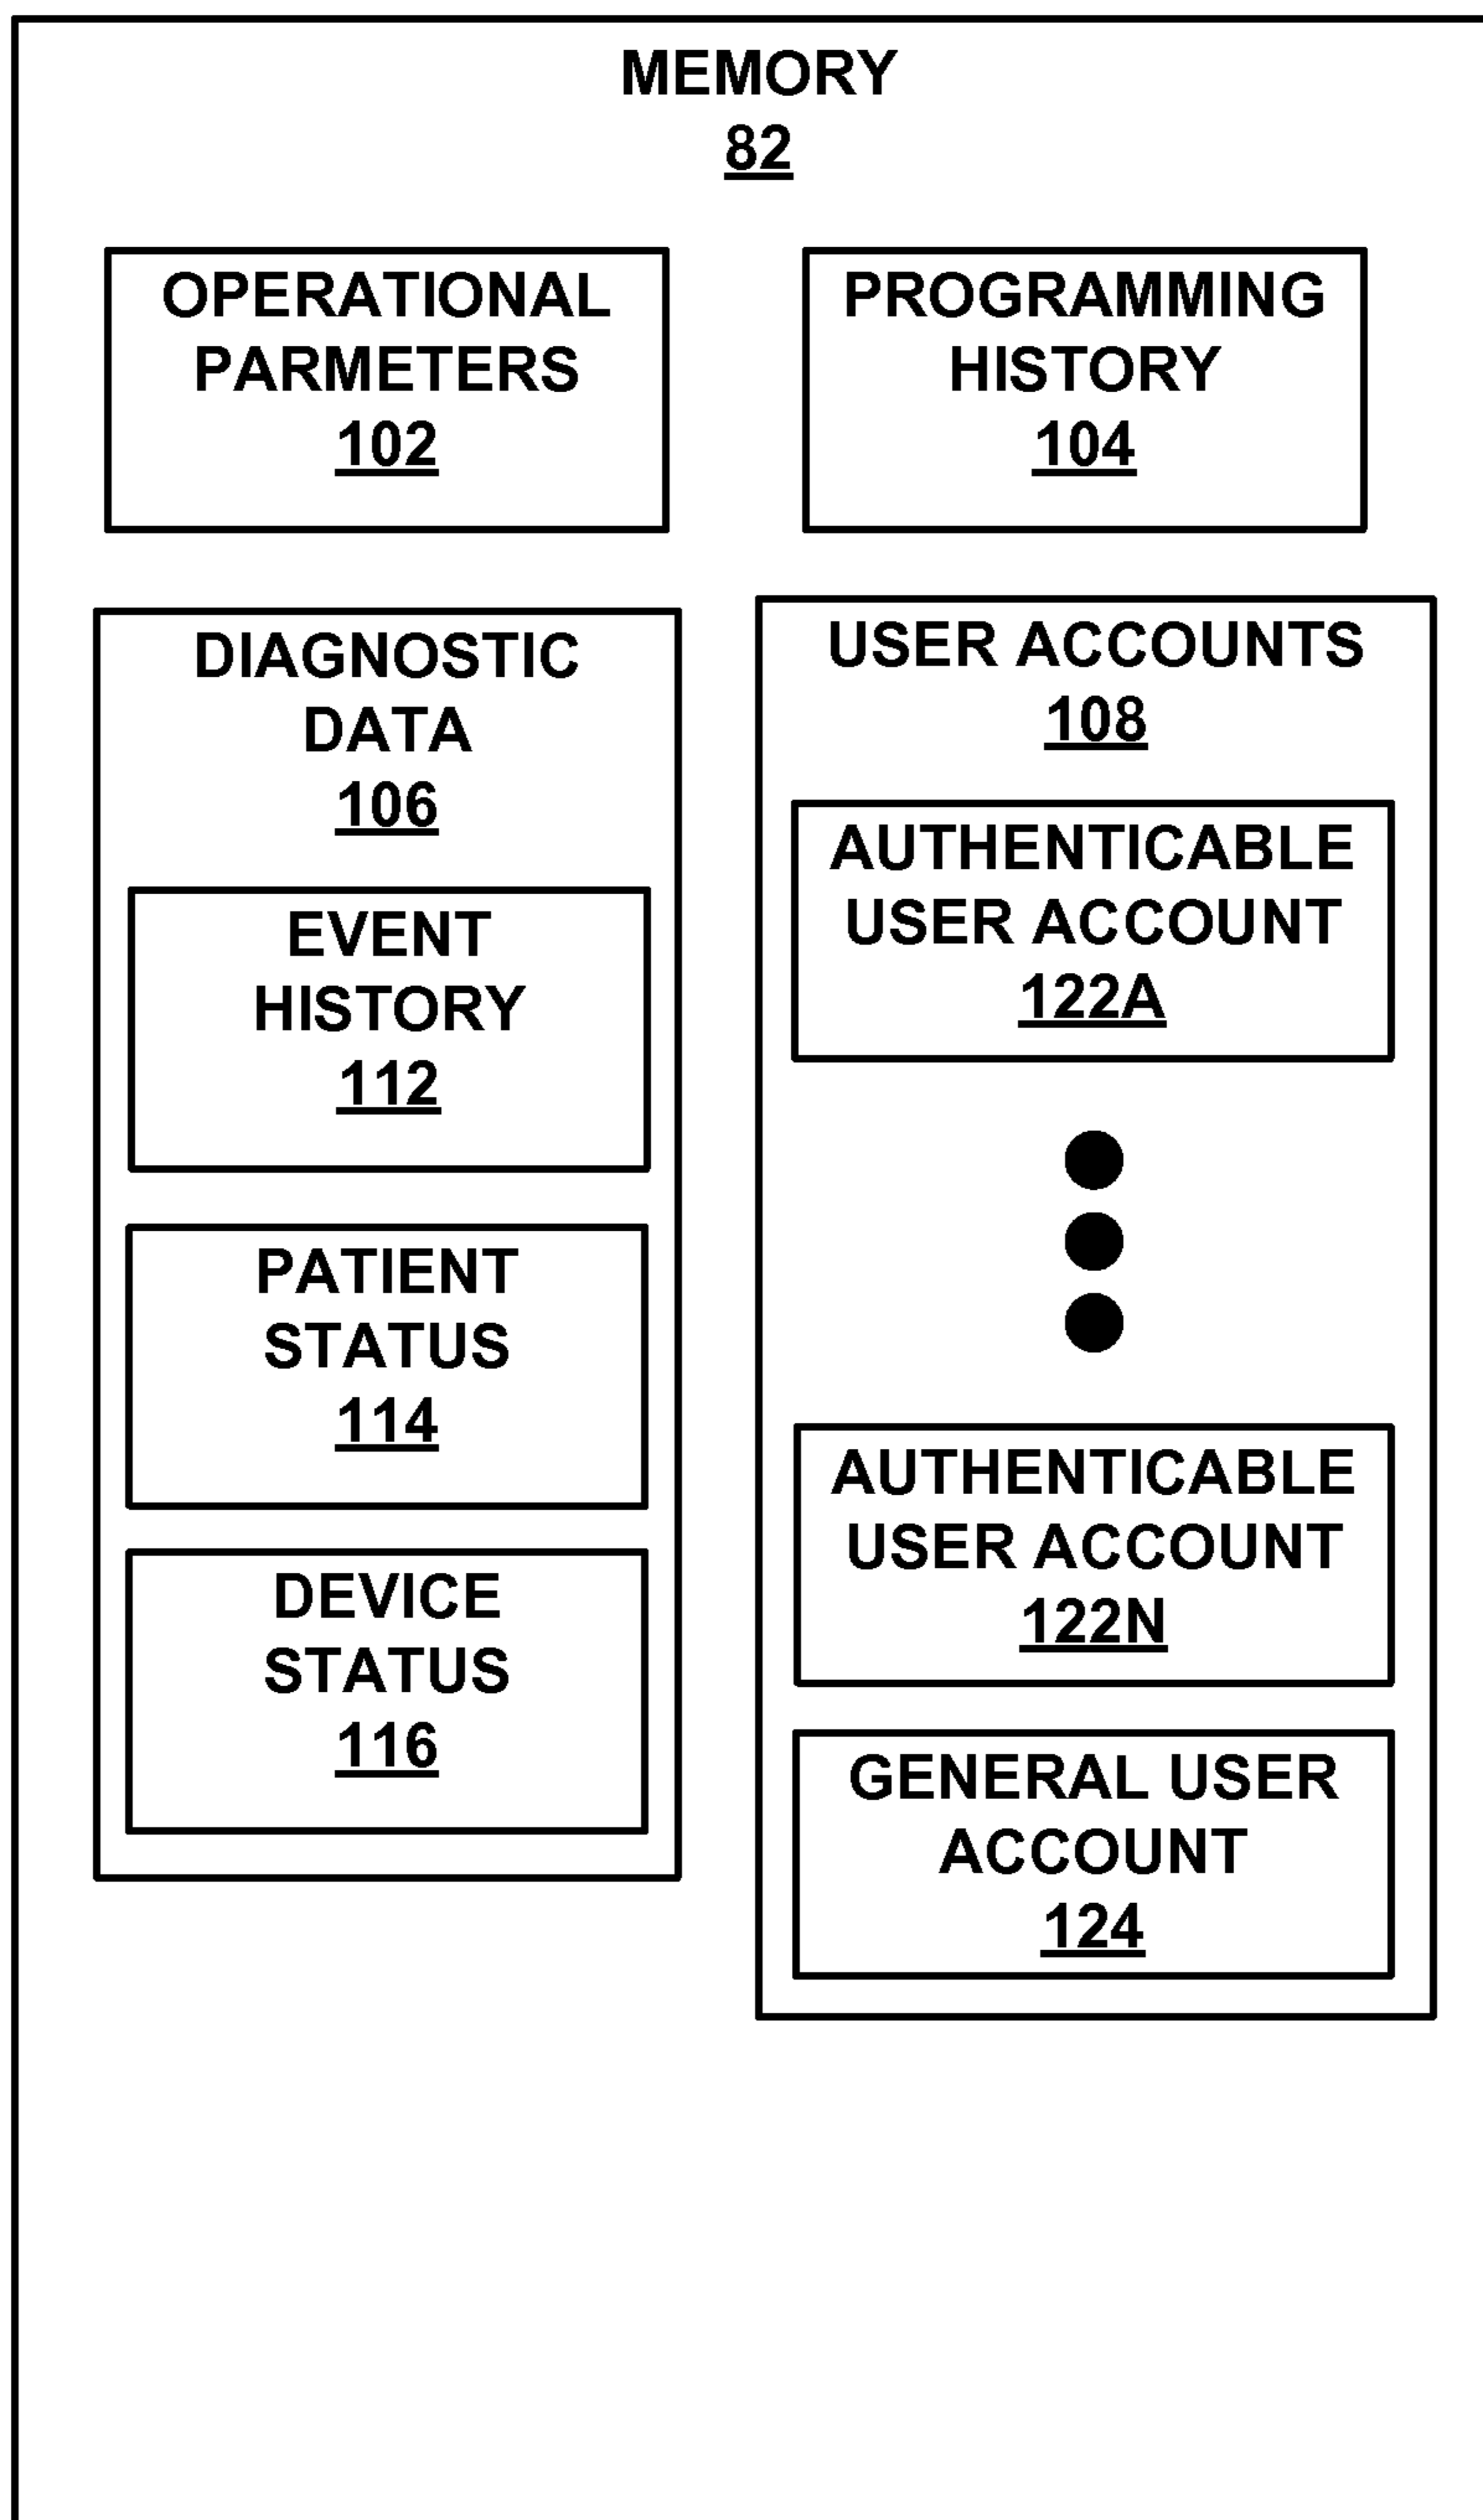 MEMORY
82
OPERATIONAL
PARMETERS
102
PROGRAMMING
HISTORY
104
DIAGNOSTIC
DATA
106
EVENT
HISTORY
112
PATIENT
STATUS
114
DEVICE
STATUS
116
USER ACCOUNTS
108
AUTHENTICABLE
USER ACCOUNT
122A
AUTHENTICABLE
USER ACCOUNT
122N
GENERAL USER
ACCOUNT
124